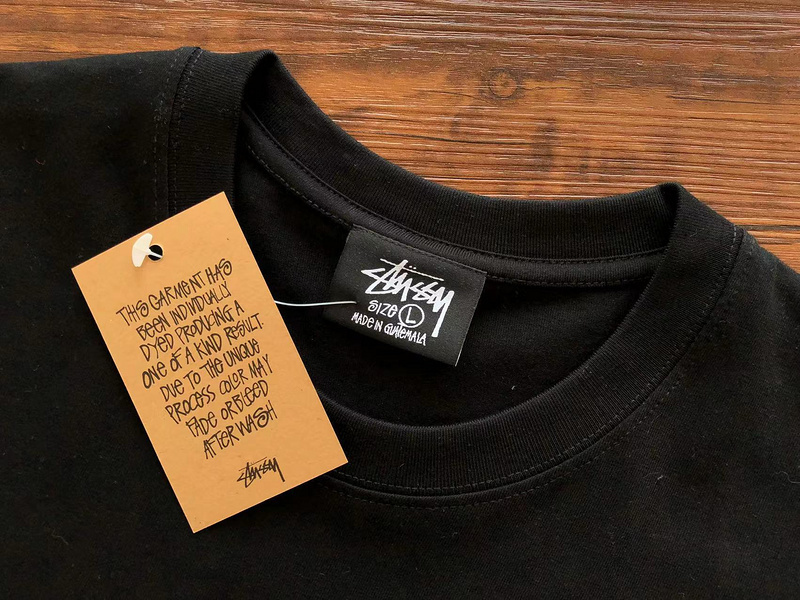 THIS GARMENT HAS
BEEN INDIVIDUALLY
DYED PRODUCING A
ONE OF A KIND RESULT.
DUE TO THE UNIQUE
PROCESS COLOR MAY
FADE OR BLEED
AFTER WASH
Stüssy
Stüssy
SIZE L
MADE IN GUATEMALA